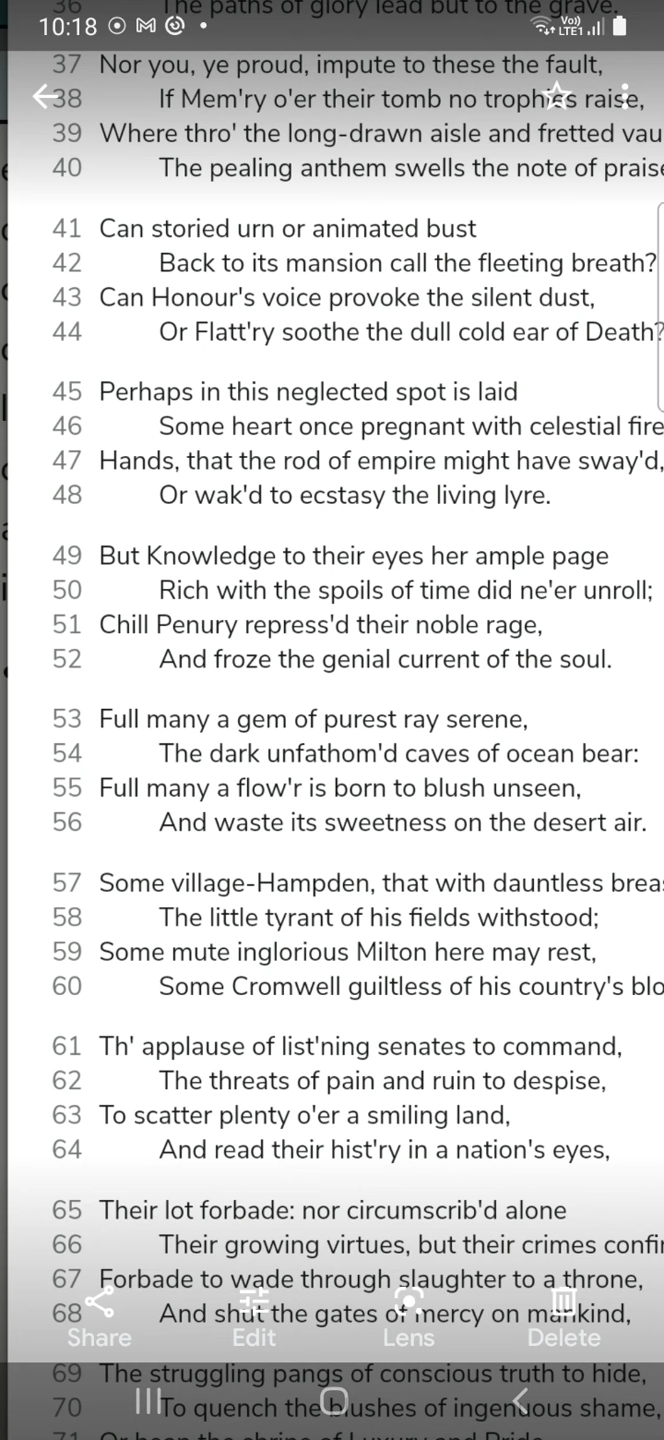 36 The paths of glory lead but to the grave.
10:18 Vo)) LTE1
37 Nor you, ye proud, impute to these the fault,
38 If Mem'ry o'er their tomb no trophies raise,
39 Where thro' the long-drawn aisle and fretted vau
40 The pealing anthem swells the note of praise
41 Can storied urn or animated bust
42 Back to its mansion call the fleeting breath?
43 Can Honour's voice provoke the silent dust,
44 Or Flatt'ry soothe the dull cold ear of Death?
45 Perhaps in this neglected spot is laid
46 Some heart once pregnant with celestial fire
47 Hands, that the rod of empire might have sway'd,
48 Or wak'd to ecstasy the living lyre.
49 But Knowledge to their eyes her ample page
50 Rich with the spoils of time did ne'er unroll;
51 Chill Penury repress'd their noble rage,
52 And froze the genial current of the soul.
53 Full many a gem of purest ray serene,
54 The dark unfathom'd caves of ocean bear:
55 Full many a flow'r is born to blush unseen,
56 And waste its sweetness on the desert air.
57 Some village-Hampden, that with dauntless brea
58 The little tyrant of his fields withstood;
59 Some mute inglorious Milton here may rest,
60 Some Cromwell guiltless of his country's blo
61 Th' applause of list'ning senates to command,
62 The threats of pain and ruin to despise,
63 To scatter plenty o'er a smiling land,
64 And read their hist'ry in a nation's eyes,
65 Their lot forbade: nor circumscrib'd alone
66 Their growing virtues, but their crimes confi
67 Forbade to wade through slaughter to a throne,
68 And shut the gates of mercy on mankind,
Share Edit Lens Delete
69 The struggling pangs of conscious truth to hide,
70 To quench the blushes of ingenuous shame,
71 Or heap the shrine of Luxury and Pride